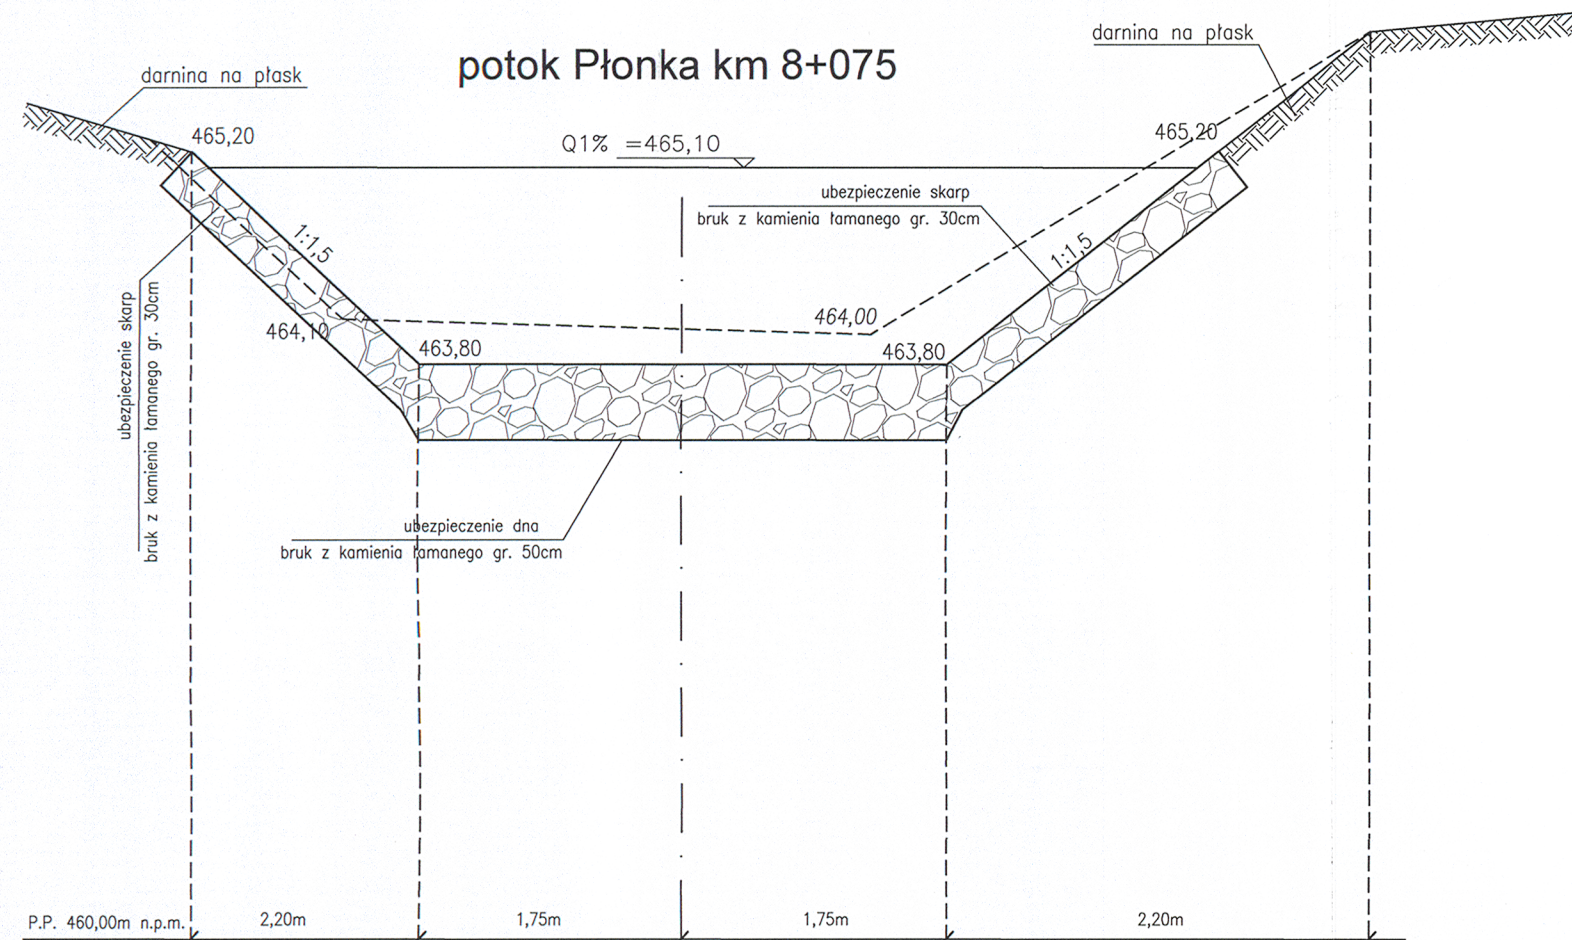 darnina na płask
potok Płonka km 8+075
darnina na płask
465,20
Q1% =465,10
465,20
ubezpieczenie skarp
bruk z kamienia łamanego gr. 30cm
1:1,5
1:1,5
ubezpieczenie skarp
bruk z kamienia łamanego gr. 30cm
464,10
464,00
463,80
463,80
ubezpieczenie dna
bruk z kamienia łamanego gr. 50cm
P.P. 460,00m n.p.m.
2,20m
1,75m
1,75m
2,20m